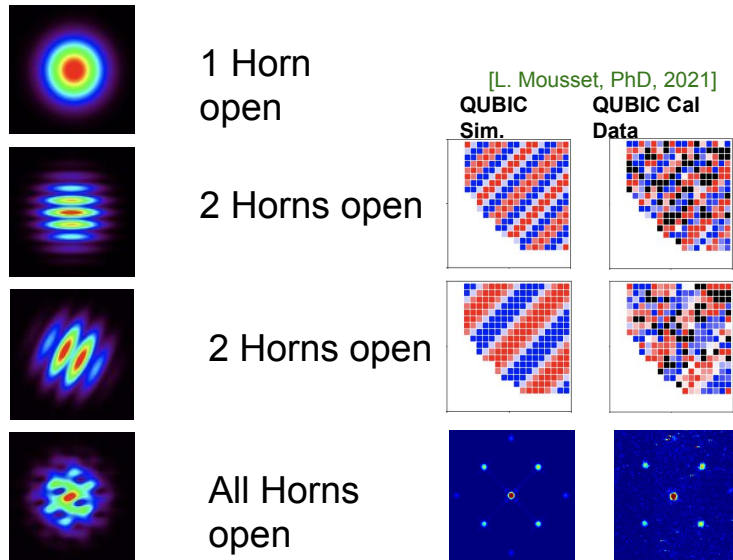 1 Horn
open
[L. Mousset, PhD, 2021]
QUBIC
Sim.
QUBIC Cal
Data
2 Horns open
2 Horns open
All Horns
open